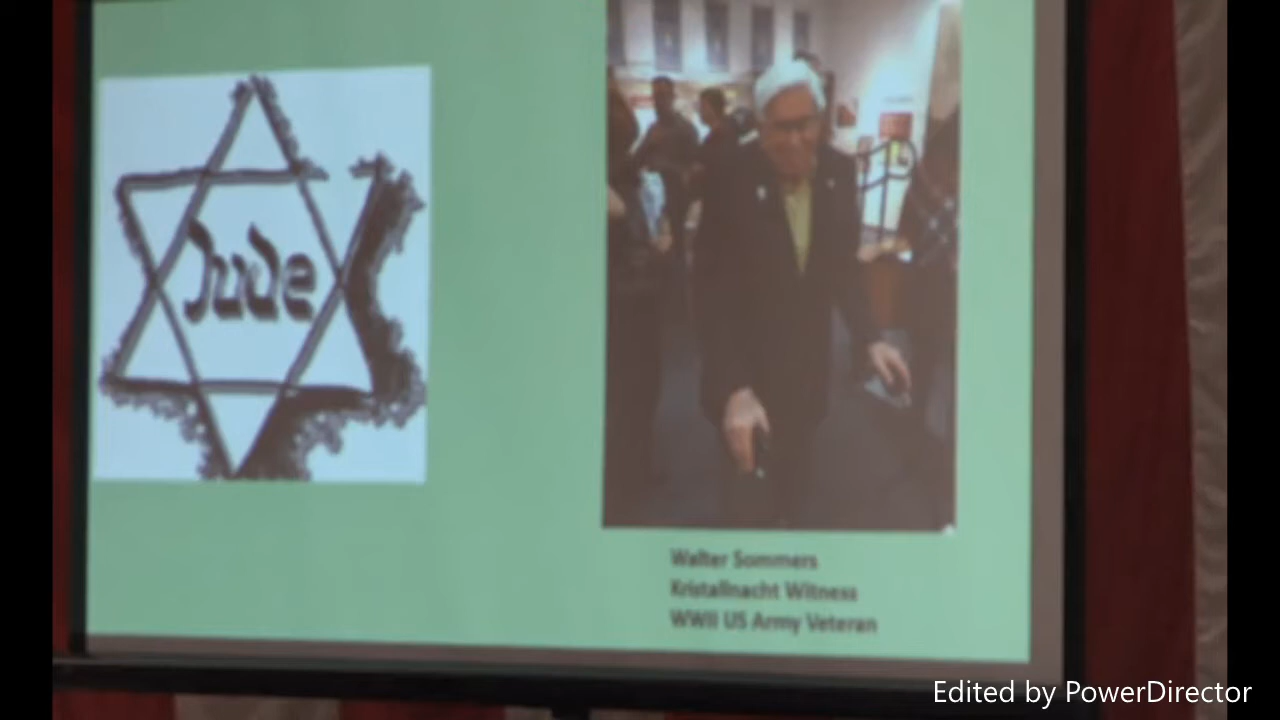 Jude
Walter Sommers
Kristallnacht Witness
WWII US Army Veteran
Edited by PowerDirector